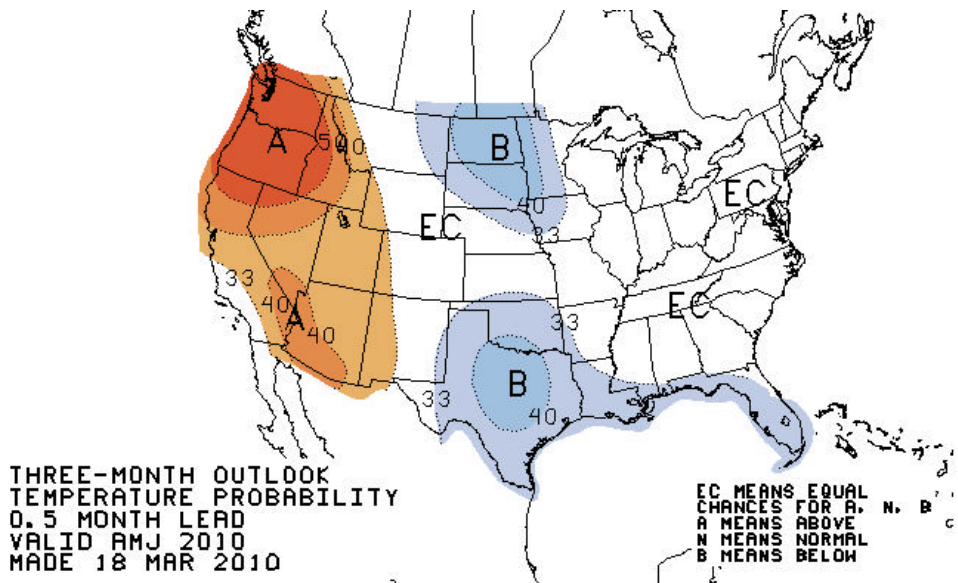 A
50
40
B
EC
40
EC
33
33
40
A
40
EC
33
B
33
40
THREE-MONTH OUTLOOK
TEMPERATURE PROBABILITY
0.5 MONTH LEAD
VALID AMJ 2010
MADE 18 MAR 2010
EC MEANS EQUAL
CHANCES FOR A, N, B
A MEANS ABOVE
N MEANS NORMAL
B MEANS BELOW